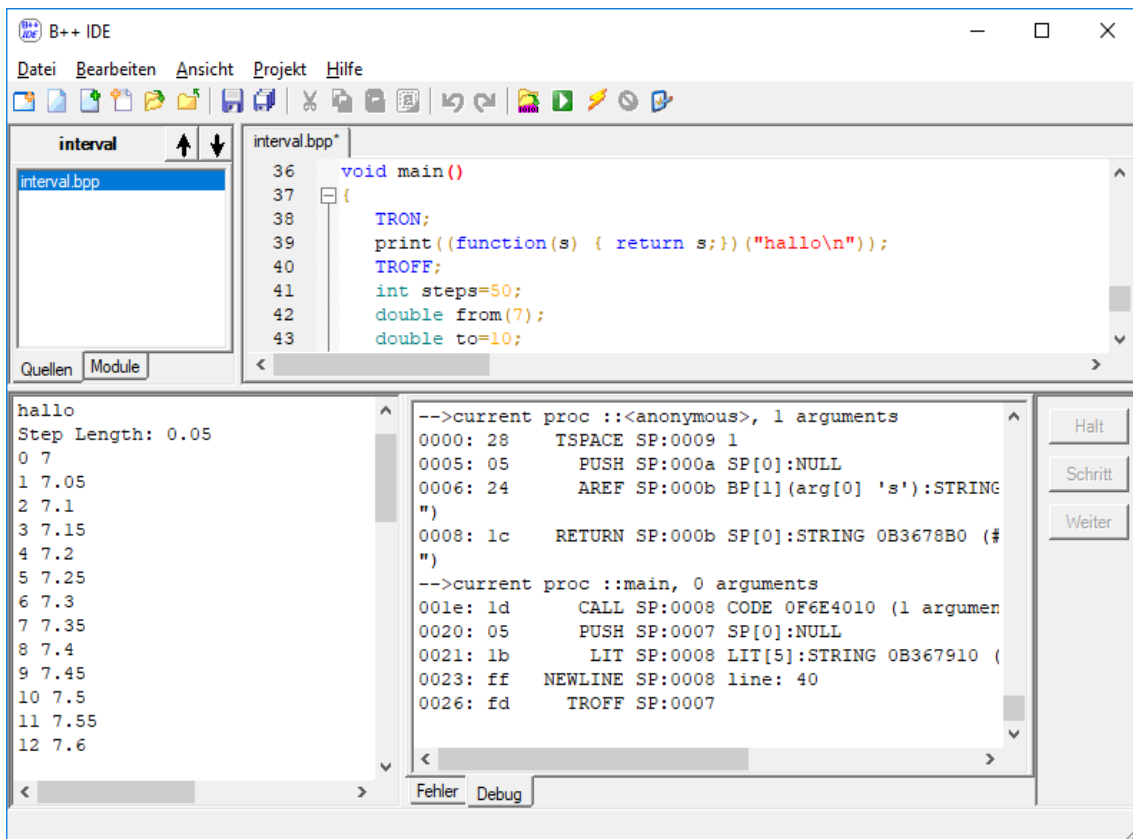 B++ IDE
Datei Bearbeiten Ansicht Projekt Hilfe
interval
interval.bpp
Quellen Module
interval.bpp*
36 void main()
37 {
38 TRON;
39 print((function(s) { return s;})("hallo\n"));
40 TROFF;
41 int steps=50;
42 double from(7);
43 double to=10;
hallo
Step Length: 0.05
0 7
1 7.05
2 7.1
3 7.15
4 7.2
5 7.25
6 7.3
7 7.35
8 7.4
9 7.45
10 7.5
11 7.55
12 7.6
-->current proc ::<anonymous>, 1 arguments
0000: 28 TSPACE SP:0009 1
0005: 05 PUSH SP:000a SP[0]:NULL
0006: 24 AREF SP:000b BP[1](arg[0] 's'):STRING
")
0008: 1c RETURN SP:000b SP[0]:STRING 0B3678B0 (#
")
-->current proc ::main, 0 arguments
001e: 1d CALL SP:0008 CODE 0F6E4010 (1 argumen
0020: 05 PUSH SP:0007 SP[0]:NULL
0021: 1b LIT SP:0008 LIT[5]:STRING 0B367910 (
0023: ff NEWLINE SP:0008 line: 40
0026: fd TROFF SP:0007
Fehler Debug
Halt
Schritt
Weiter